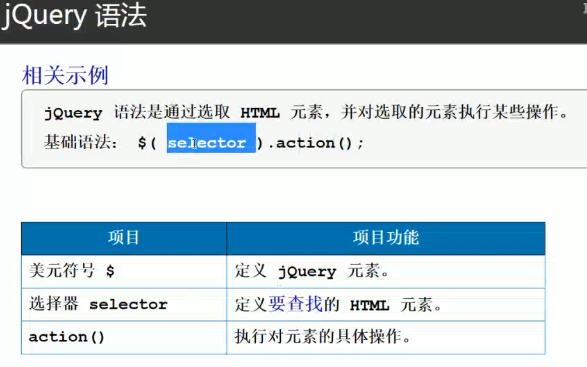 jQuery 语法
相关示例
jQuery 语法是通过选取 HTML 元素，并对选取的元素执行某些操作。
基础语法： $( selector ).action();
项目 项目功能
美元符号 $ 定义 jQuery 元素。
选择器 selector 定义要查找的 HTML 元素。
action() 执行对元素的具体操作。